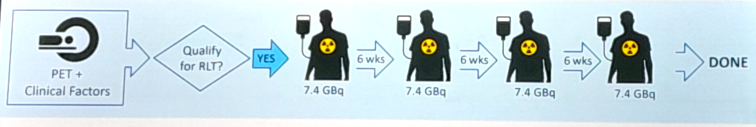 PET +
Clinical Factors
Qualify
for RLT?
YES
7.4 GBq
6 wks
7.4 GBq
6 wks
7.4 GBq
6 wks
7.4 GBq
DONE